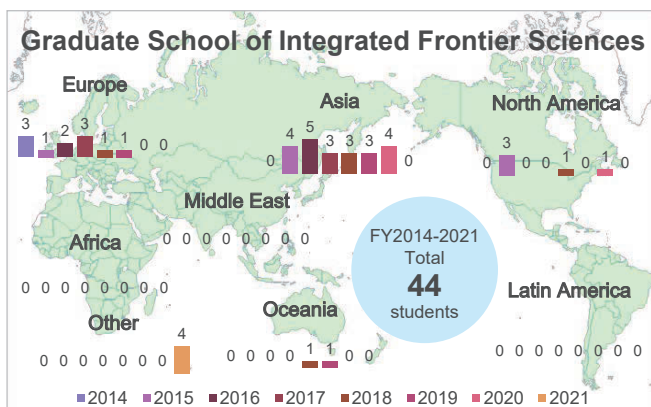 Graduate School of Integrated Frontier Sciences
Europe
3 1 2 3 1 1 0 0
Asia
0 4 5 3 3 3 4 0
North America
0 3 0 0 1 0 1 0
Middle East
0 0 0 0 0 0 0 0
Africa
0 0 0 0 0 0 0 0
FY2014-2021
Total
44
students
Latin America
0 0 0 0 0 0 0 0
Other
0 0 0 0 0 0 0 4
Oceania
0 0 0 0 1 1 0 0
2014 2015 2016 2017 2018 2019 2020 2021